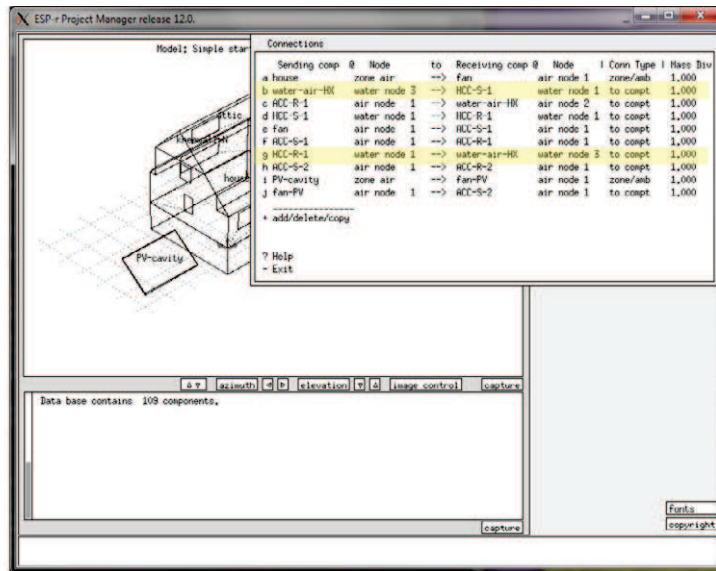 ESP-r Project Manager release 12.0.
Model: Simple star
Connections
Sending comp @ Node to Receiving comp @ Node | Conn Type | Mass Div
a house zone air --> fan air node 1 zone/amb 1.000
b water-air-HX water node 3 --> HCC-S-1 water node 1 to compt 1.000
c ACC-R-1 air node 1 --> water-air-HX air node 2 to compt 1.000
d HCC-S-1 water node 1 --> HCC-R-1 water node 1 to compt 1.000
e fan air node 1 --> ACC-S-1 air node 1 to compt 1.000
f ACC-S-1 air node 1 --> ACC-R-1 air node 1 to compt 1.000
g HCC-R-1 water node 1 --> water-air-HX water node 3 to compt 1.000
h ACC-S-2 air node 1 --> ACC-R-2 air node 1 to compt 1.000
i PV-cavity zone air --> fan-PV air node 1 zone/amb 1.000
j fan-PV air node 1 --> ACC-S-2 air node 1 to compt 1.000
+ add/delete/copy
? Help
- Exit
attic
house
PV-cavity
azimuth
elevation
image control
capture
Data base contains 109 components.
capture
fonts
copyright